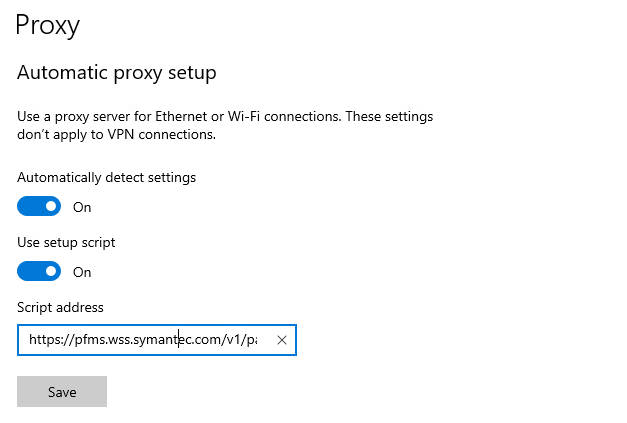 Proxy
Automatic proxy setup
Use a proxy server for Ethernet or Wi-Fi connections. These settings
don't apply to VPN connections.
Automatically detect settings
On
Use setup script
On
Script address
https://pfms.wss.symantec.com/v1/pa
Save